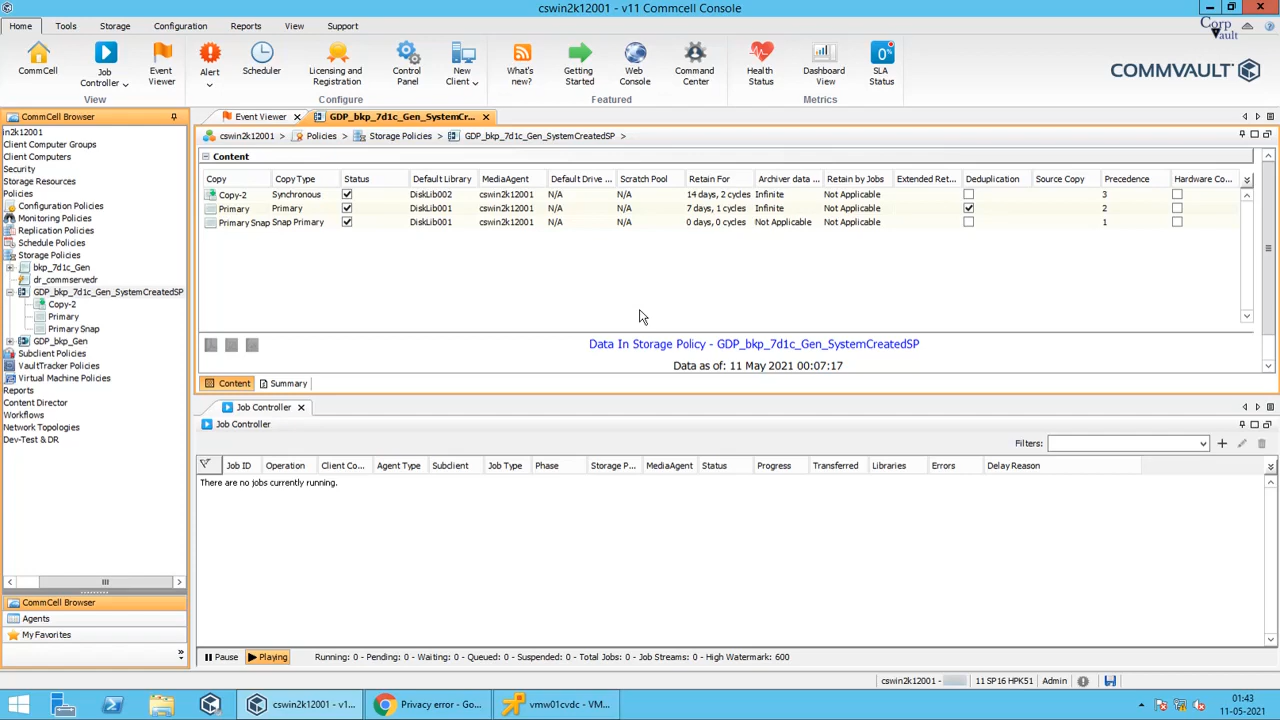 cswin2k12001 - v11 Commcell Console
Home Tools Storage Configuration Reports View Support
Corp Vault
CommCell
Job Controller
Event Viewer
Alert
Scheduler
Licensing and Registration
Control Panel
New Client
What's new?
Getting Started
Web Console
Command Center
Health Status
Dashboard View
0%
SLA Status
COMMVAULT
View Configure Featured Metrics
CommCell Browser
in2k12001
Client Computer Groups
Client Computers
Security
Storage Resources
Policies
Configuration Policies
Monitoring Policies
Replication Policies
Schedule Policies
Storage Policies
bkp_7d1c_Gen
dr_commservedr
GDP_bkp_7d1c_Gen_SystemCreatedSP
Copy-2
Primary
Primary Snap
GDP_bkp_Gen
Subclient Policies
VaultTracker Policies
Virtual Machine Policies
Reports
Content Director
Workflows
Network Topologies
Dev-Test & DR
CommCell Browser
Agents
My Favorites
Event Viewer GDP_bkp_7d1c_Gen_SystemCr...
cswin2k12001 > Policies > Storage Policies > GDP_bkp_7d1c_Gen_SystemCreatedSP >
Content
Copy Copy Type Status Default Library MediaAgent Default Drive ... Scratch Pool Retain For Archiver data ... Retain by Jobs Extended Ret... Deduplication Source Copy Precedence Hardware Co...
Copy-2 Synchronous DiskLib002 cswin2k12001 N/A N/A 14 days, 2 cycles Infinite Not Applicable 3
Primary Primary DiskLib001 cswin2k12001 N/A N/A 7 days, 1 cycles Infinite Not Applicable 2
Primary Snap Snap Primary DiskLib001 cswin2k12001 N/A N/A 0 days, 0 cycles Not Applicable Not Applicable 1
Data In Storage Policy - GDP_bkp_7d1c_Gen_SystemCreatedSP
Data as of: 11 May 2021 00:07:17
Content Summary
Job Controller
Job Controller
Filters:
Job ID Operation Client Co... Agent Type Subclient Job Type Phase Storage P... MediaAgent Status Progress Transferred Libraries Errors Delay Reason
There are no jobs currently running.
Pause Playing Running: 0 - Pending: 0 - Waiting: 0 - Queued: 0 - Suspended: 0 - Total Jobs: 0 - Job Streams: 0 - High Watermark: 600
cswin2k12001 - 11 SP16 HPK51 Admin
cswin2k12001 - v1...
Privacy error - Go...
vmw01cvdc - VM...
01:43
11-05-2021